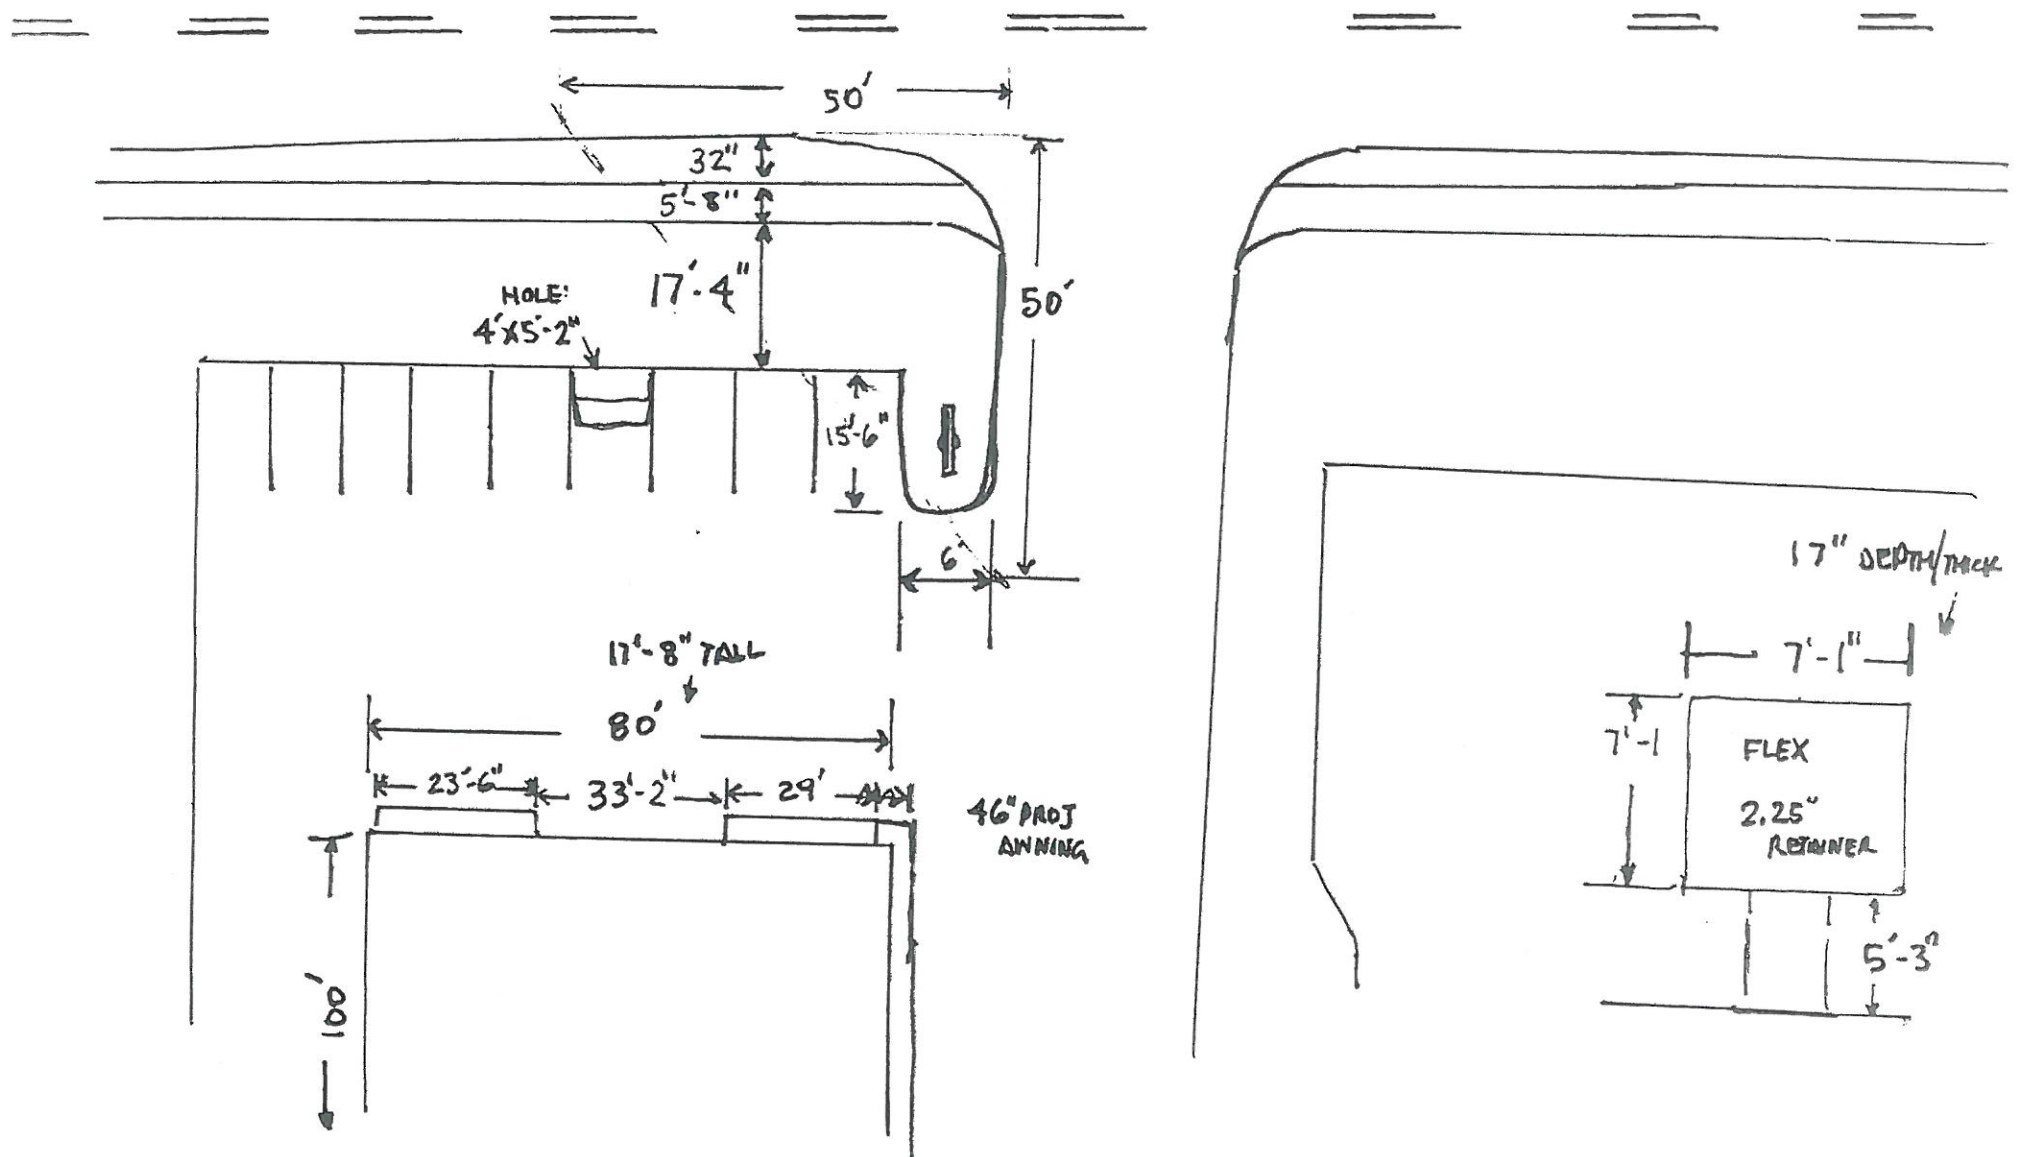 50'
32"
5'-8"
17'-4"
50'
HOLE:
4'x5'-2"
15'-6"
6'
17" DEPTH/THICK
7'-1"
7'-1
FLEX
2.25"
RETAINER
5'-3"
17'-8" TALL
80'
23'-6"
33'-2"
29'
46" PROJ
AWNING
100'